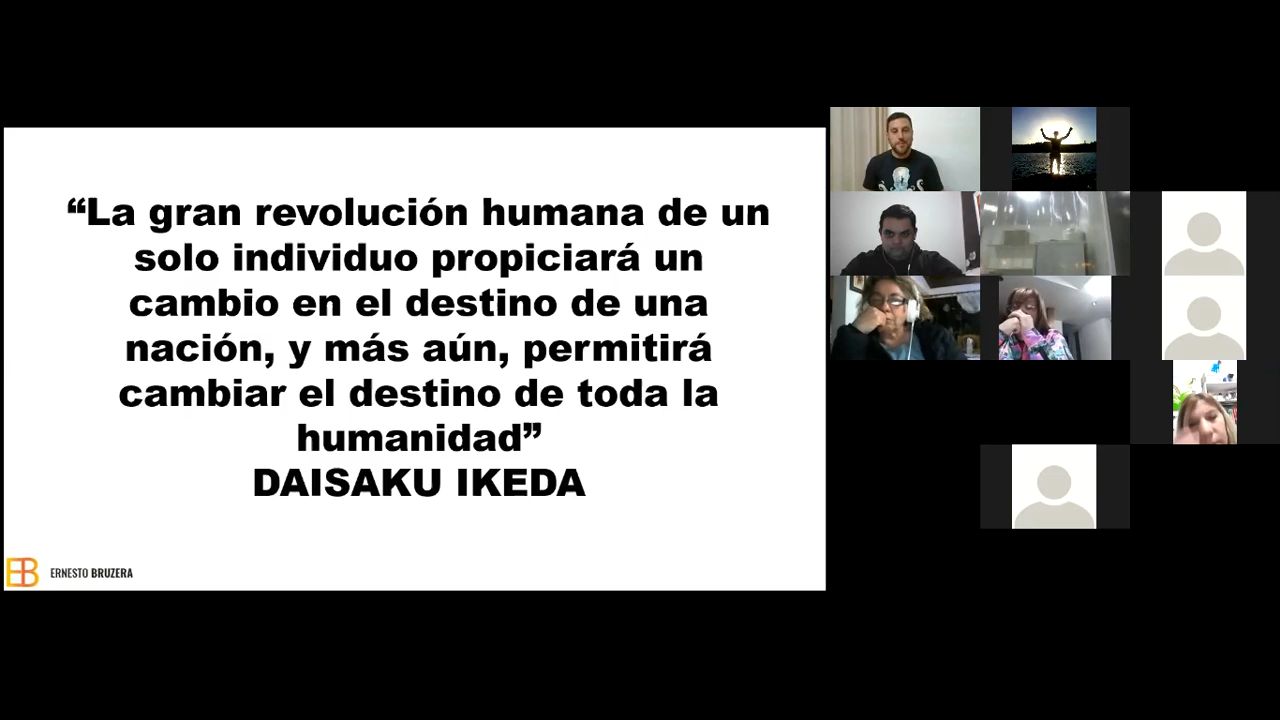 “La gran revolución humana de un
solo individuo propiciará un
cambio en el destino de una
nación, y más aún, permitirá
cambiar el destino de toda la
humanidad”
DAISAKU IKEDA
EB ERNESTO BRUZERA